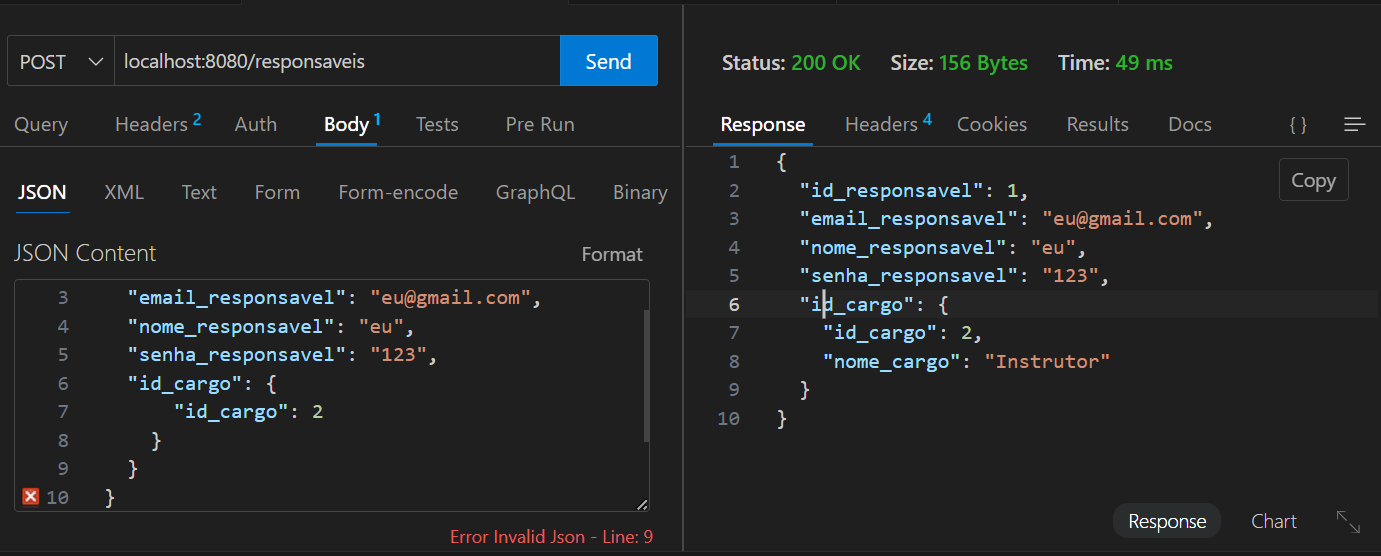 POST localhost:8080/responsaveis Send
Query Headers 2 Auth Body 1 Tests Pre Run
JSON XML Text Form Form-encode GraphQL Binary
JSON Content Format
3 "email_responsavel": "eu@gmail.com",
4 "nome_responsavel": "eu",
5 "senha_responsavel": "123",
6 "id_cargo": {
7 "id_cargo": 2
8 }
9 }
10 }
Error Invalid Json - Line: 9
Status: 200 OK Size: 156 Bytes Time: 49 ms
Response Headers 4 Cookies Results Docs { }
1 {
2 "id_responsavel": 1,
3 "email_responsavel": "eu@gmail.com",
4 "nome_responsavel": "eu",
5 "senha_responsavel": "123",
6 "id_cargo": {
7 "id_cargo": 2,
8 "nome_cargo": "Instrutor"
9 }
10 }
Copy
Response Chart